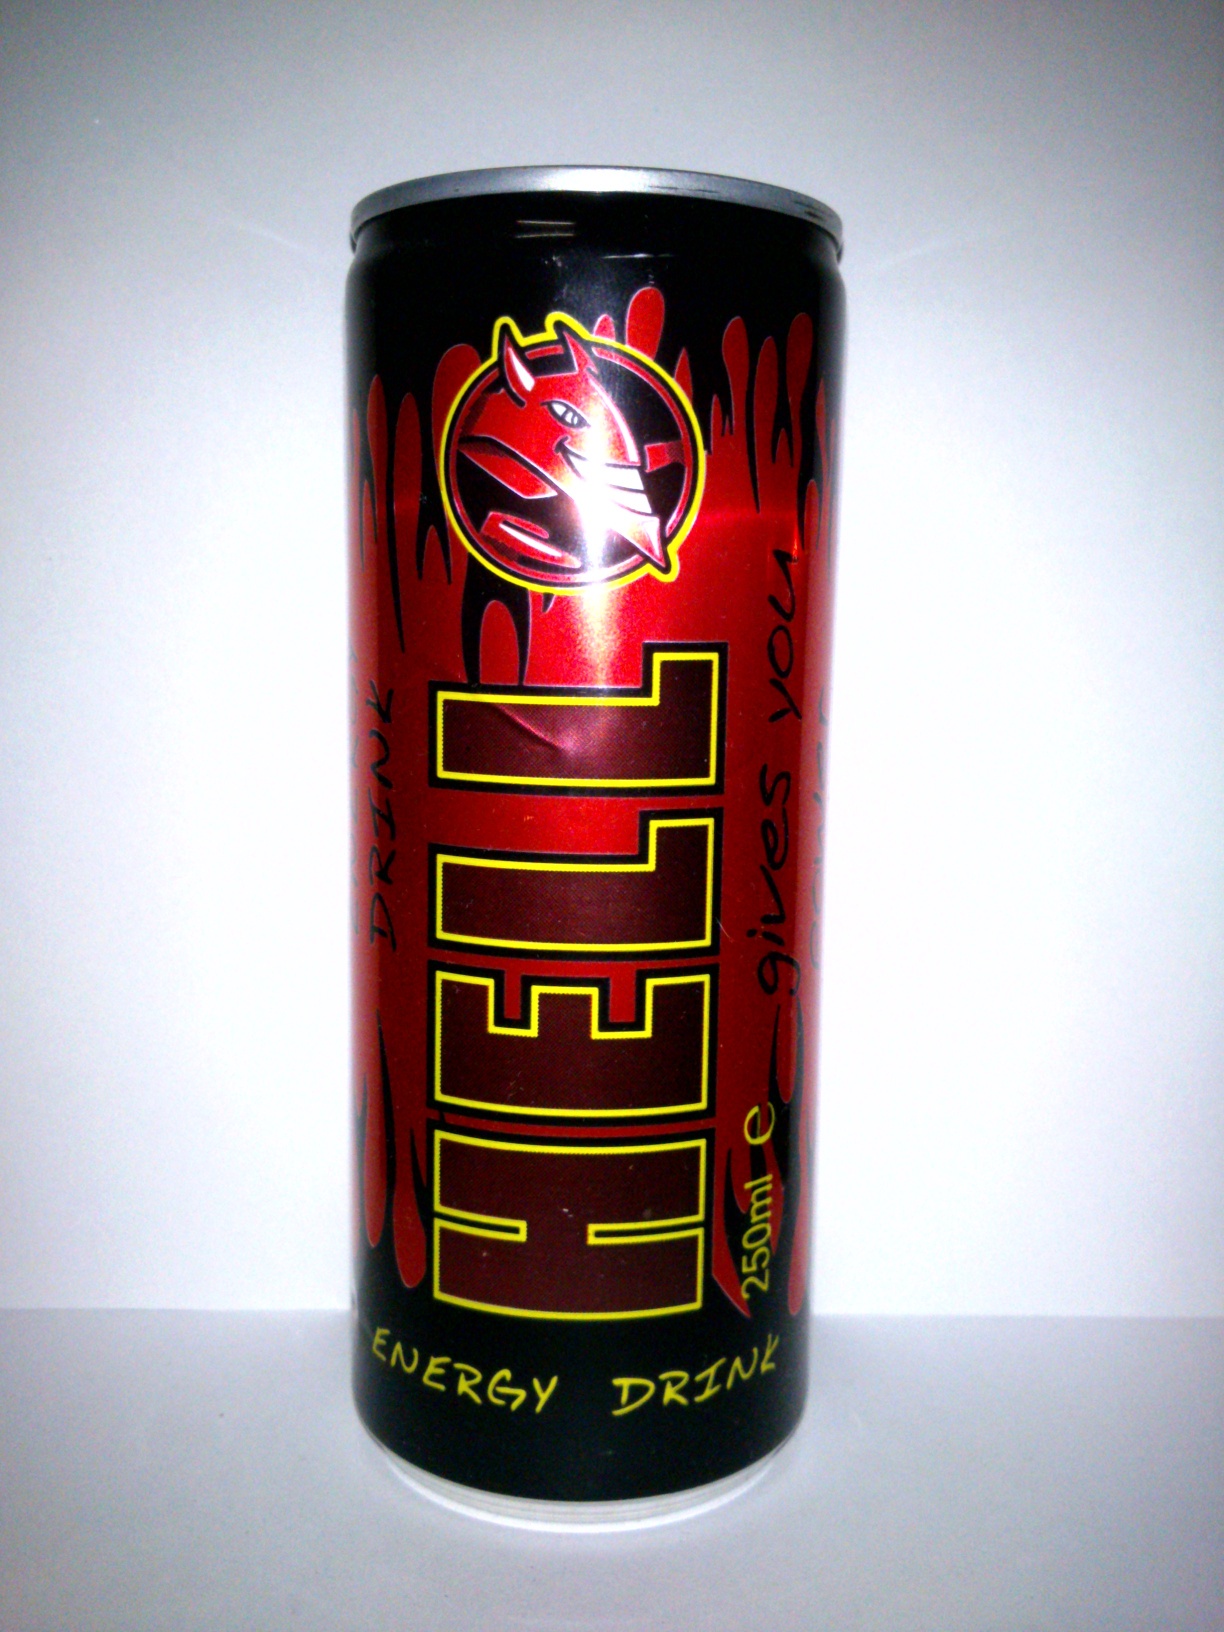 HELL
ENERGY DRINK
250ml e
gives you
DRINK